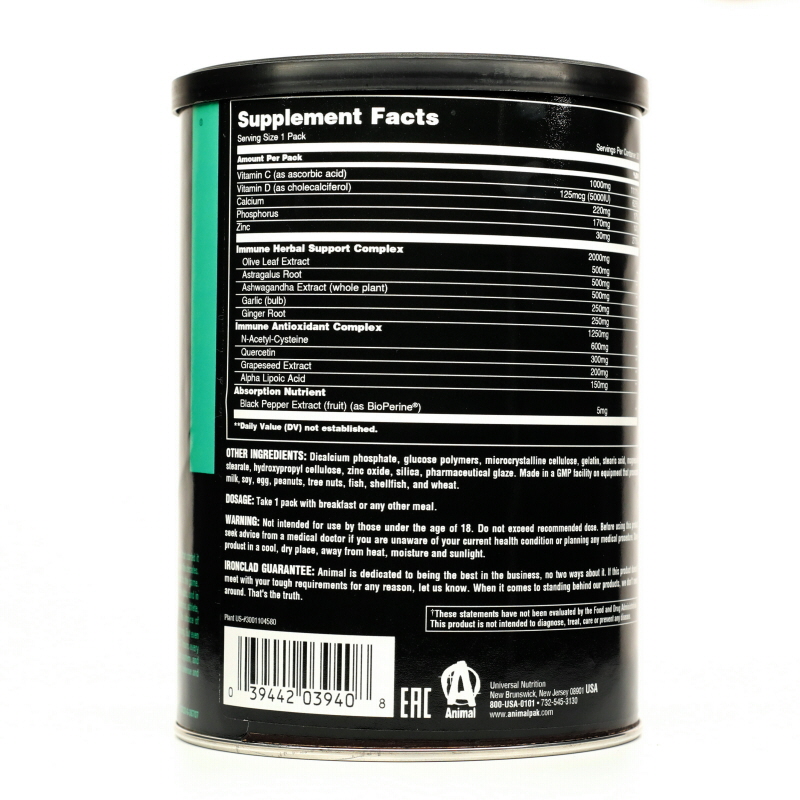 Supplement Facts
Serving Size 1 Pack
Servings Per
Amount Per Pack
Vitamin C (as ascorbic acid) 1000mg
Vitamin D (as cholecalciferol) 125mcg (5000IU)
Calcium 220mg
Phosphorus 170mg
Zinc 30mg
Immune Herbal Support Complex 2000mg
Olive Leaf Extract 500mg
Astragalus Root 500mg
Ashwagandha Extract (whole plant) 500mg
Garlic (bulb) 250mg
Ginger Root 250mg
Immune Antioxidant Complex 1250mg
N-Acetyl-Cysteine 600mg
Quercetin 300mg
Grapeseed Extract 200mg
Alpha Lipoic Acid 150mg
Absorption Nutrient
Black Pepper Extract (fruit) (as BioPerine®) 5mg
**Daily Value (DV) not established.
OTHER INGREDIENTS: Dicalcium phosphate, glucose polymers, microcrystalline cellulose, gelatin, stearic acid,
stearate, hydroxypropyl cellulose, zinc oxide, silica, pharmaceutical glaze. Made in a GMP facility on equipment that
milk, soy, egg, peanuts, tree nuts, fish, shellfish, and wheat.
DOSAGE: Take 1 pack with breakfast or any other meal.
WARNING: Not intended for use by those under the age of 18. Do not exceed recommended dose. Before using this
seek advice from a medical doctor if you are unaware of your current health condition or planning any medical
product in a cool, dry place, away from heat, moisture and sunlight.
IRONCLAD GUARANTEE: Animal is dedicated to being the best in the business, no two ways about it. If this product
meet with your tough requirements for any reason, let us know. When it comes to standing behind our products, we don't
around. That's the truth.
†These statements have not been evaluated by the Food and Drug
This product is not intended to diagnose, treat, cure or prevent any
Plant US-#3001104580
0 39442 03940 8
EAC
A
Animal
Universal Nutrition
New Brunswick, New Jersey 08901 USA
800-USA-0101 • 732-545-3130
www.animalpak.com